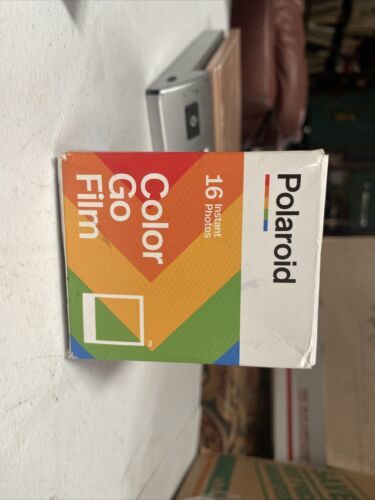 Polaroid
16 Instant
Photos
Color
Go
Film